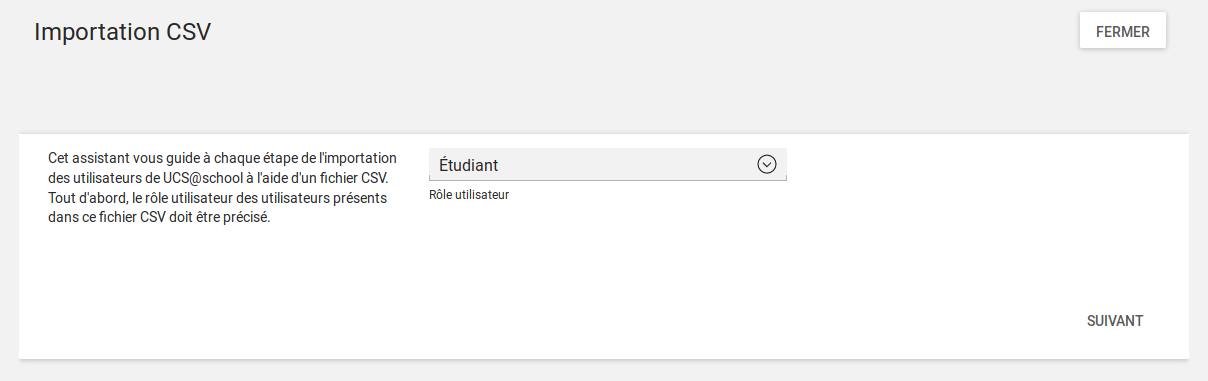 Importation CSV
FERMER
Cet assistant vous guide à chaque étape de l'importation
des utilisateurs de UCS@school à l'aide d'un fichier CSV.
Tout d'abord, le rôle utilisateur des utilisateurs présents
dans ce fichier CSV doit être précisé.
Étudiant
Rôle utilisateur
SUIVANT